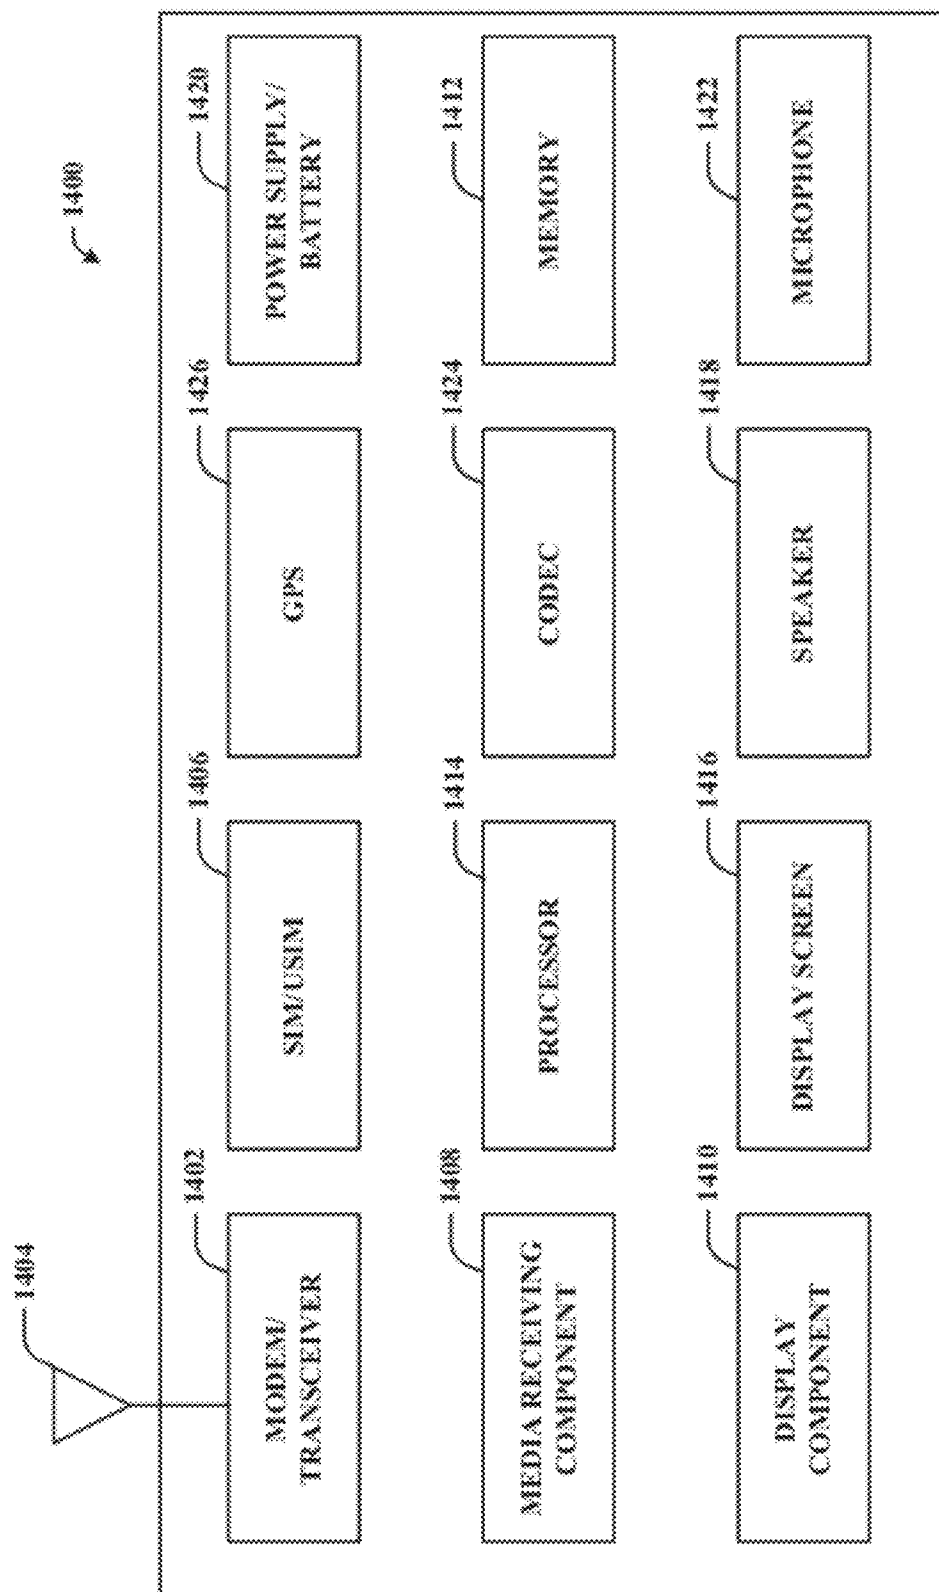 1400
1404
1402
MODEM/
TRANSCEIVER
1406
SIM/USIM
1426
GPS
1420
POWER SUPPLY/
BATTERY
1408
MEDIA RECEIVING
COMPONENT
1414
PROCESSOR
1424
CODEC
1412
MEMORY
1410
DISPLAY
COMPONENT
1416
DISPLAY SCREEN
1418
SPEAKER
1422
MICROPHONE